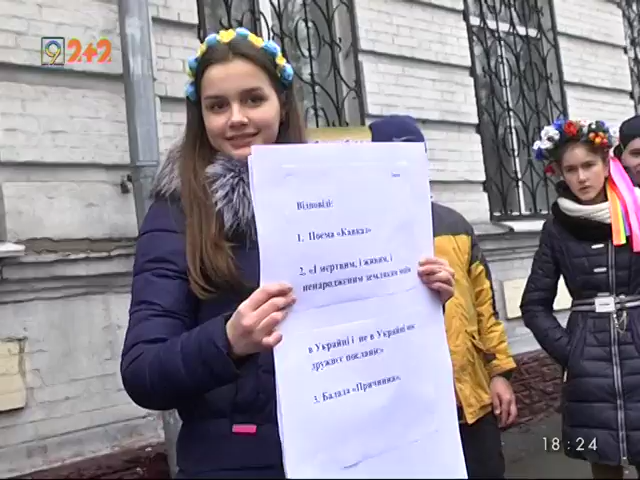 9 2+2
Відповіді:
1. Поема «Кавказ»
2. «І мертвим, і живим, і
ненародженим землякам моїм
в Украйні і не в Украйні моє
дружнєє посланіє»
3. Балада «Причинна».
18:24